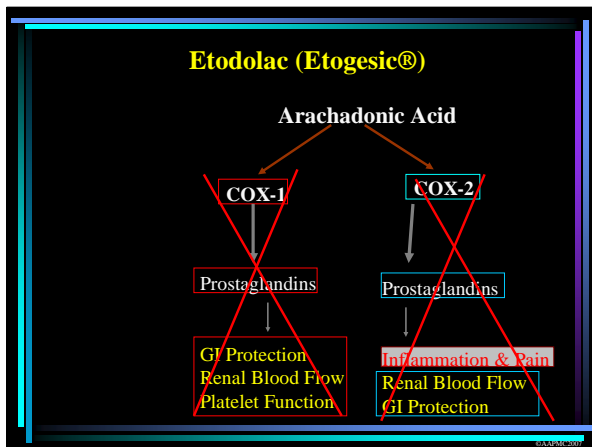 Etodolac (Etogesic®)
Arachadonic Acid
COX-1
COX-2
Prostaglandins
Prostaglandins
GI Protection
Renal Blood Flow
Platelet Function
Inflammation & Pain
Renal Blood Flow
GI Protection
©AAPMC2007